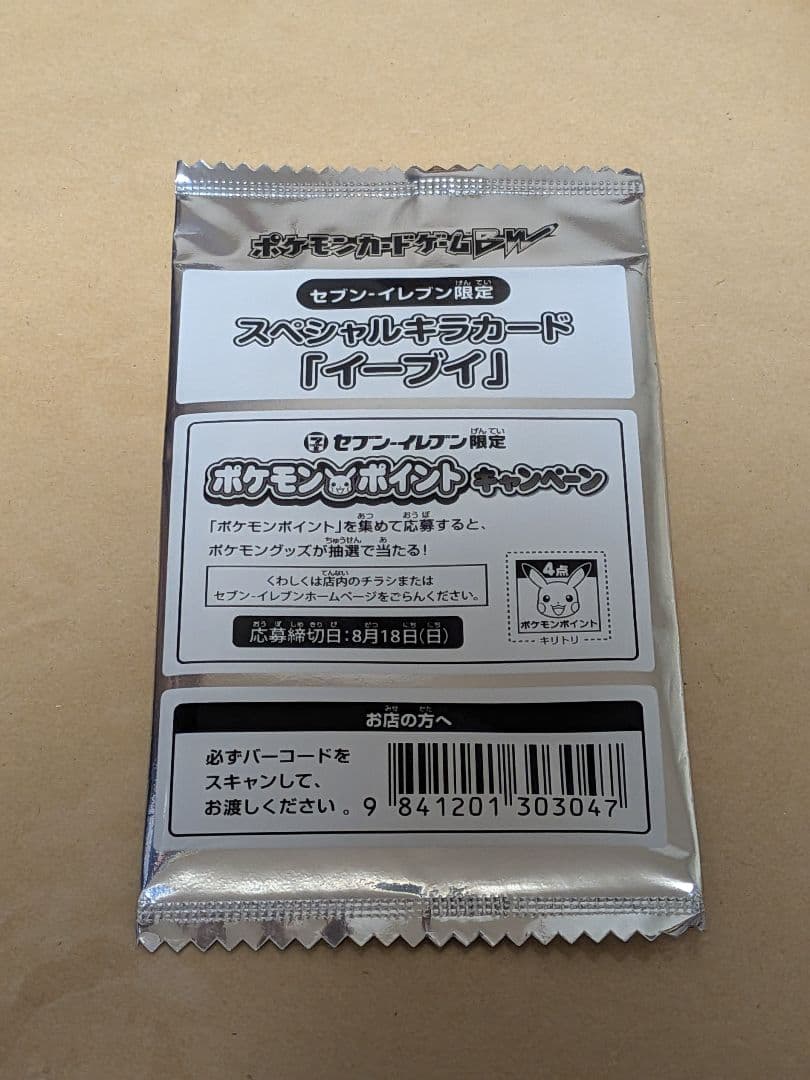 ポケモンカードゲームBW
セブン-イレブン限定
スペシャルキラカード
「イーブイ」
セブン-イレブン限定
ポケモンポイントキャンペーン
「ポケモンポイント」を集めて応募すると、
ポケモングッズが抽選で当たる!
くわしくは店内のチラシまたは
セブン-イレブンホームページをごらんください。
応募締切日:8月18日(日)
4点
ポケモンポイント
キリトリ
お店の方へ
必ずバーコードを
スキャンして、
お渡しください。
9 841201 303047